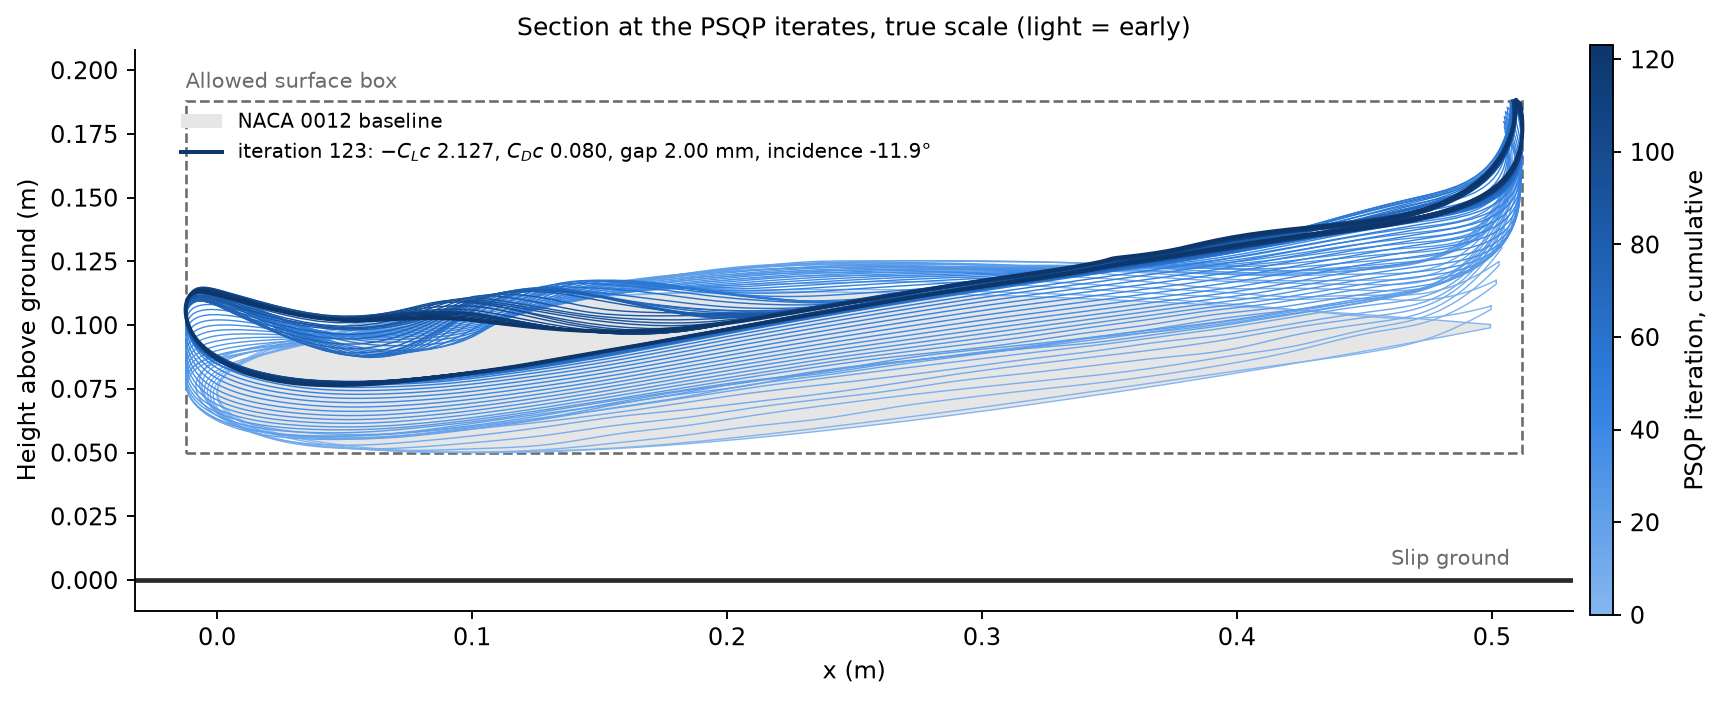 Section at the PSQP iterates, true scale (light = early)
Allowed surface box
NACA 0012 baseline
iteration 123: −C_Lc 2.127, C_Dc 0.080, gap 2.00 mm, incidence -11.9°
Slip ground
Height above ground (m)
0.200
0.175
0.150
0.125
0.100
0.075
0.050
0.025
0.000
0.0 0.1 0.2 0.3 0.4 0.5
x (m)
120
100
80
60
40
20
0
PSQP iteration, cumulative